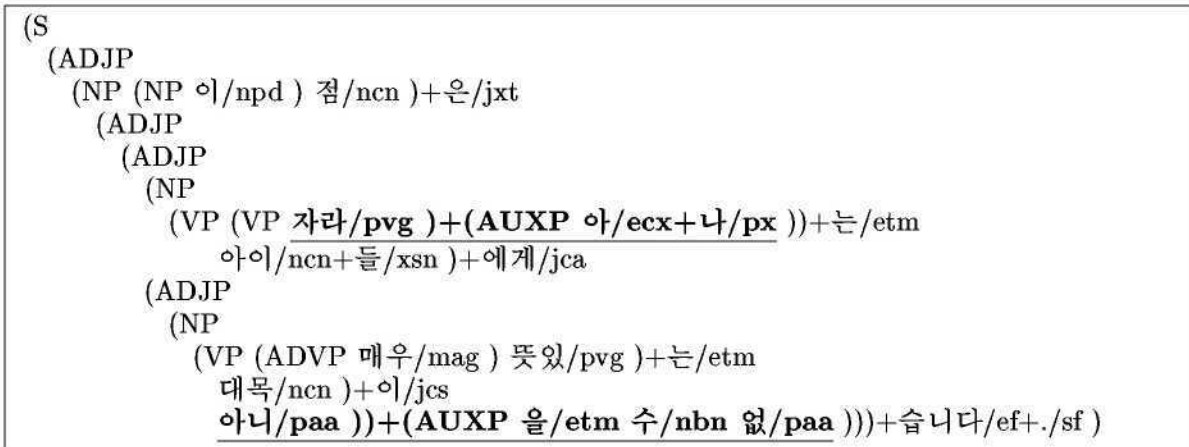 (S
(ADJP
(NP (NP 이/npd ) 점/ncn )+은/jxt
(ADJP
(ADJP
(NP
(VP (VP 자라/pvg )+(AUXP 아/ecx+나/px ))+는/etm
아이/ncn+들/xsn )+에게/jca
(ADJP
(NP
(VP (ADVP 매우/mag ) 뜻있/pvg )+는/etm
대목/ncn )+이/jcs
아니/paa ))+(AUXP 을/etm 수/nbn 없/paa )))+습니다/ef+./sf )